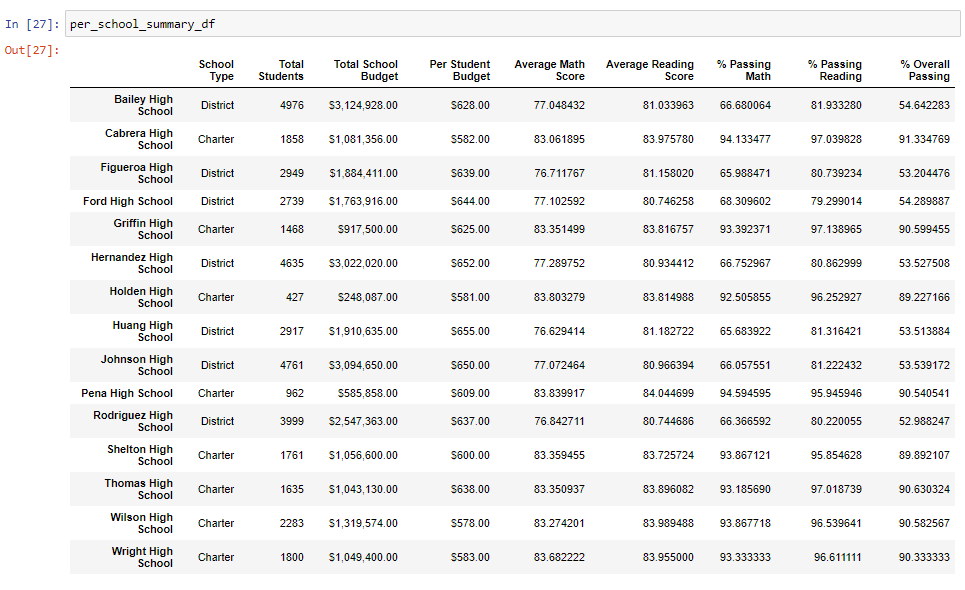 In [27]: per_school_summary_df
Out[27]:
School Type Total Students Total School Budget Per Student Budget Average Math Score Average Reading Score % Passing Math % Passing Reading % Overall Passing
Bailey High School District 4976 $3,124,928.00 $628.00 77.048432 81.033963 66.680064 81.933280 54.642283
Cabrera High School Charter 1858 $1,081,356.00 $582.00 83.061895 83.975780 94.133477 97.039828 91.334769
Figueroa High School District 2949 $1,884,411.00 $639.00 76.711767 81.158020 65.988471 80.739234 53.204476
Ford High School District 2739 $1,763,916.00 $644.00 77.102592 80.746258 68.309602 79.299014 54.289887
Griffin High School Charter 1468 $917,500.00 $625.00 83.351499 83.816757 93.392371 97.138965 90.599455
Hernandez High School District 4635 $3,022,020.00 $652.00 77.289752 80.934412 66.752967 80.862999 53.527508
Holden High School Charter 427 $248,087.00 $581.00 83.803279 83.814988 92.505855 96.252927 89.227166
Huang High School District 2917 $1,910,635.00 $655.00 76.629414 81.182722 65.683922 81.316421 53.513884
Johnson High School District 4761 $3,094,650.00 $650.00 77.072464 80.966394 66.057551 81.222432 53.539172
Pena High School Charter 962 $585,858.00 $609.00 83.839917 84.044699 94.594595 95.945946 90.540541
Rodriguez High School District 3999 $2,547,363.00 $637.00 76.842711 80.744686 66.366592 80.220055 52.988247
Shelton High School Charter 1761 $1,056,600.00 $600.00 83.359455 83.725724 93.867121 95.854628 89.892107
Thomas High School Charter 1635 $1,043,130.00 $638.00 83.350937 83.896082 93.185690 97.018739 90.630324
Wilson High School Charter 2283 $1,319,574.00 $578.00 83.274201 83.989488 93.867718 96.539641 90.582567
Wright High School Charter 1800 $1,049,400.00 $583.00 83.682222 83.955000 93.333333 96.611111 90.333333